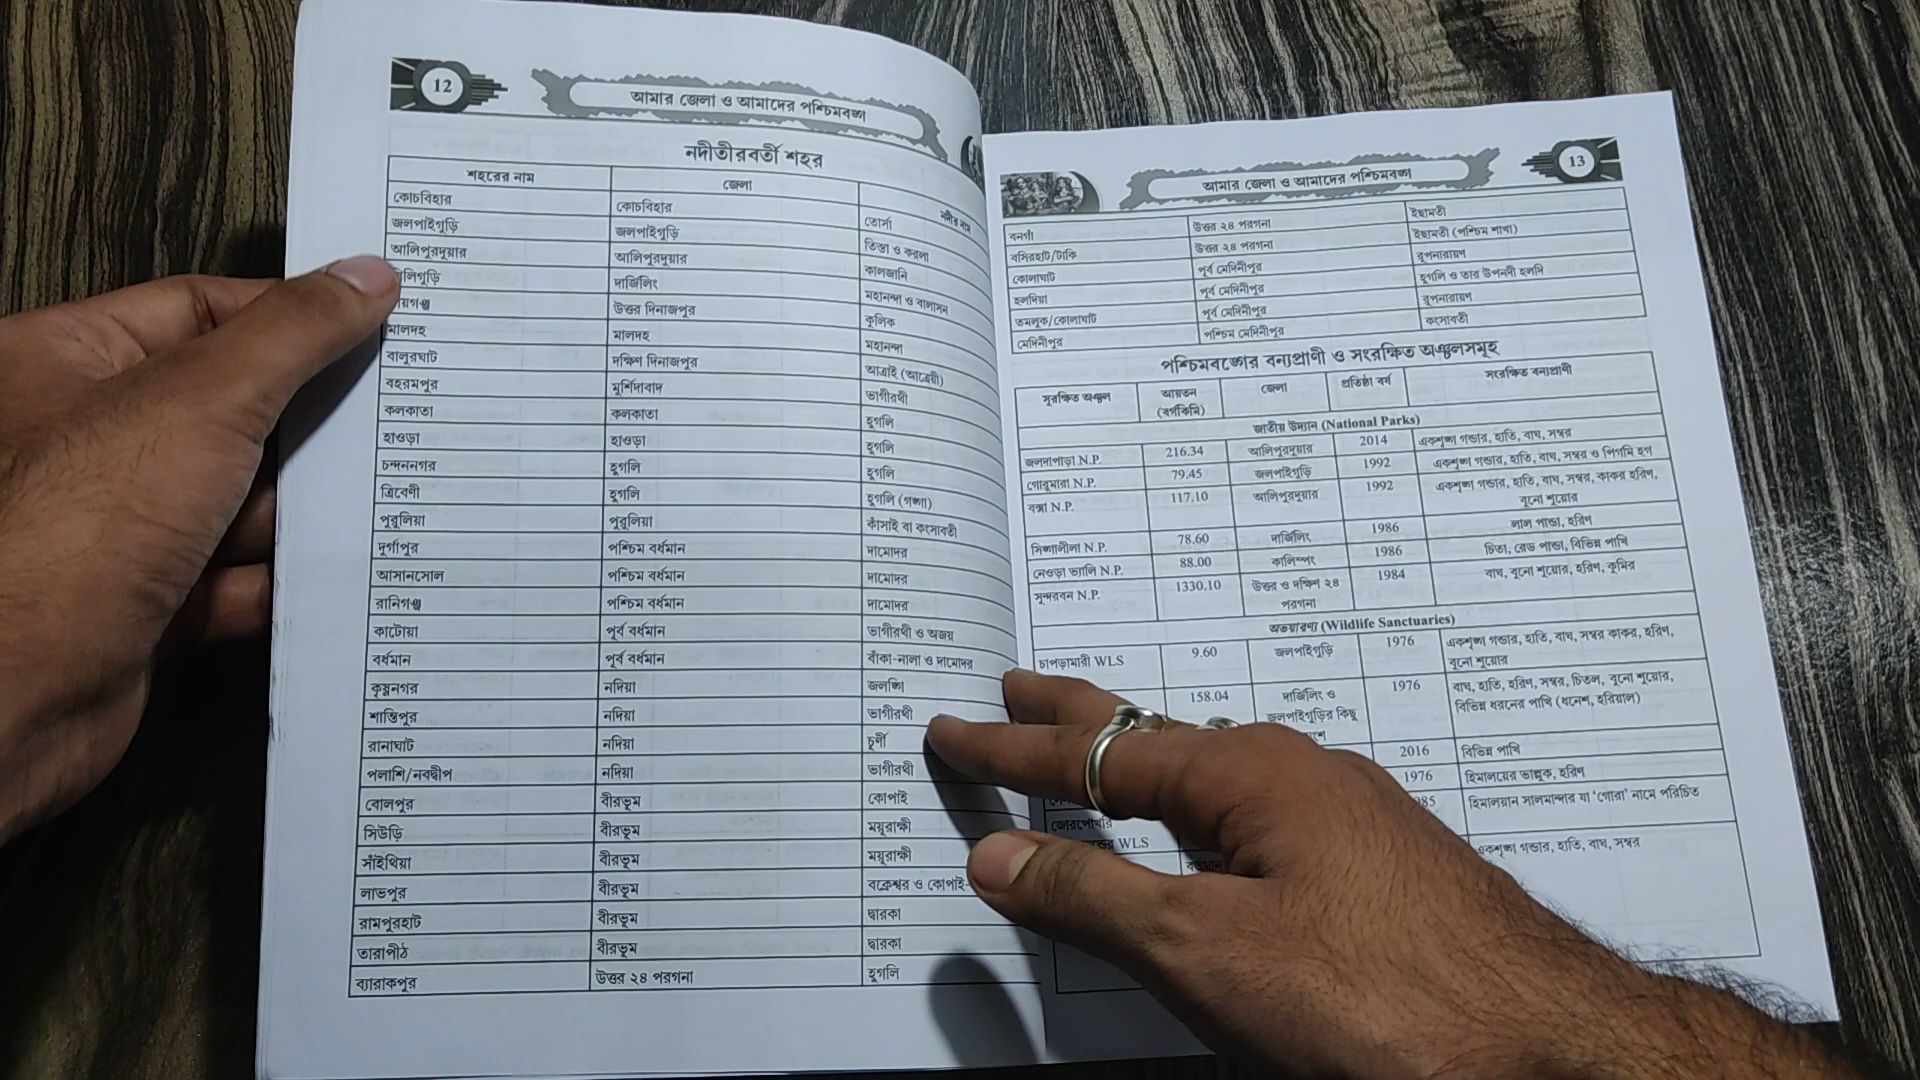 12
আমার জেলা ও আমাদের পশ্চিমবঙ্গ
নদীতীরবর্তী শহর
শহরের নাম জেলা নদীর নাম
কোচবিহার কোচবিহার তোর্সা
জলপাইগুড়ি জলপাইগুড়ি তিস্তা ও করলা
আলিপুরদুয়ার আলিপুরদুয়ার কালজানি
দার্জিলিং মহানন্দা ও বালাসন
উত্তর দিনাজপুর কুলিক
মালদহ মালদহ মহানন্দা
বালুরঘাট দক্ষিণ দিনাজপুর আত্রাই (আত্রেয়ী)
বহরমপুর মুর্শিদাবাদ ভাগীরথী
কলকাতা কলকাতা হুগলি
হাওড়া হাওড়া হুগলি
চন্দননগর হুগলি হুগলি
ত্রিবেণী হুগলি হুগলি (গঙ্গা)
পুরুলিয়া পুরুলিয়া কাঁসাই বা কংসাবতী
দুর্গাপুর পশ্চিম বর্ধমান দামোদর
আসানসোল পশ্চিম বর্ধমান দামোদর
রানিগঞ্জ পশ্চিম বর্ধমান দামোদর
কাটোয়া পূর্ব বর্ধমান ভাগীরথী ও অজয়
বর্ধমান পূর্ব বর্ধমান বাঁকা-নালা ও দামোদর
কৃষ্ণনগর নদিয়া জলঙ্গি
শান্তিপুর নদিয়া ভাগীরথী
রানাঘাট নদিয়া চূর্ণী
পলাশি/নবদ্বীপ নদিয়া ভাগীরথী
বোলপুর বীরভূম কোপাই
সিউড়ি বীরভূম ময়ূরাক্ষী
সাঁইথিয়া বীরভূম ময়ূরাক্ষী
লাভপুর বীরভূম বক্রেশ্বর ও কোপাই-
রামপুরহাট বীরভূম দ্বারকা
তারাপীঠ বীরভূম দ্বারকা
ব্যারাকপুর উত্তর ২৪ পরগনা হুগলি
আমার জেলা ও আমাদের পশ্চিমবঙ্গ
13
বনগাঁ উত্তর ২৪ পরগনা ইছামতী
বসিরহাট/টাকি উত্তর ২৪ পরগনা ইছামতী (পশ্চিম শাখা)
কোলাঘাট পূর্ব মেদিনীপুর রূপনারায়ণ
হলদিয়া পূর্ব মেদিনীপুর হুগলি ও তার উপনদী হলদি
তমলুক/কোলাঘাট পূর্ব মেদিনীপুর রূপনারায়ণ
মেদিনীপুর পশ্চিম মেদিনীপুর কংসাবতী
পশ্চিমবঙ্গের বন্যপ্রাণী ও সংরক্ষিত অঞ্চলসমূহ
সুরক্ষিত অঞ্চল আয়তন (বর্গকিমি) জেলা প্রতিষ্ঠা বর্ষ সংরক্ষিত বন্যপ্রাণী
জাতীয় উদ্যান (National Parks)
জলদাপাড়া N.P. 216.34 আলিপুরদুয়ার 2014 একশৃঙ্গ গন্ডার, হাতি, বাঘ, সম্বর
গোরুমারা N.P. 79.45 জলপাইগুড়ি 1992 একশৃঙ্গ গন্ডার, হাতি, বাঘ, সম্বর ও পিগমি হগ
বক্সা N.P. 117.10 আলিপুরদুয়ার 1992 একশৃঙ্গ গন্ডার, হাতি, বাঘ, সম্বর, কাকর হরিণ,
বুনো শূয়োর
সিঙ্গালীলা N.P. 78.60 দার্জিলিং 1986 লাল পান্ডা, হরিণ
নেওড়া ভ্যালি N.P. 88.00 কালিম্পং 1986 চিতা, রেড পান্ডা, বিভিন্ন পাখি
সুন্দরবন N.P. 1330.10 উত্তর ও দক্ষিণ ২৪ 1984 বাঘ, বুনো শূয়োর, হরিণ, কুমির
পরগনা
অভয়ারণ্য (Wildlife Sanctuaries)
চাপড়ামারী WLS 9.60 জলপাইগুড়ি 1976 একশৃঙ্গ গন্ডার, হাতি, বাঘ, সম্বর কাকর, হরিণ,
বুনো শূয়োর
158.04 দার্জিলিং ও 1976 বাঘ, হাতি, হরিণ, সম্বর, চিতল, বুনো শূয়োর,
জলপাইগুড়ির কিছু বিভিন্ন ধরনের পাখি (ধনেশ, হরিয়াল)
2016 বিভিন্ন পাখি
1976 হিমালয়ের ভাল্লুক, হরিণ
হিমালয়ান সালমান্দার যা 'গোরা' নামে পরিচিত
জোরপোখরি
WLS একশৃঙ্গ গন্ডার, হাতি, বাঘ, সম্বর